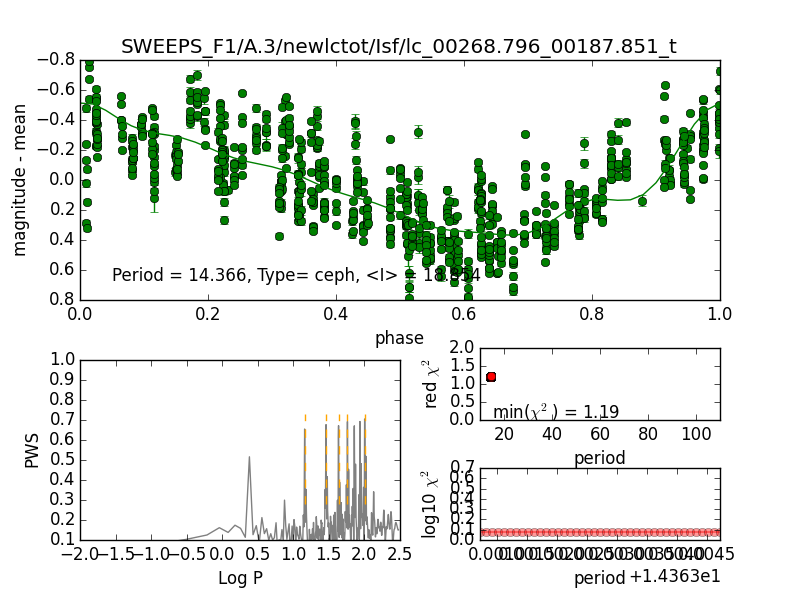 SWEEPS_F1/A.3/newlctot/Isf/lc_00268.796_00187.851_t
magnitude - mean
−0.8
−0.6
−0.4
−0.2
0.0
0.2
0.4
0.6
0.8
Period = 14.366, Type= ceph, <I> =
0.0 0.2 0.4 0.6 0.8 1.0
phase
PWS
1.0
0.9
0.8
0.7
0.6
0.5
0.4
0.3
0.2
0.1
−2.0 −1.5 −1.0 −0.5 0.0 0.5 1.0 1.5 2.0 2.5
Log P
red χ²
2.0
1.5
1.0
0.5
0.0
min(χ²) = 1.19
20 40 60 80 100
period
log10 χ²
0.7
0.6
0.5
0.4
0.3
0.2
0.1
0.0
period
+1.4363e1